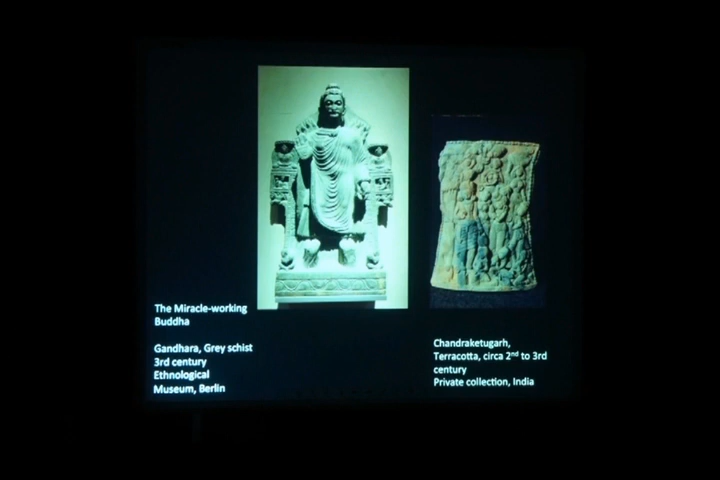 The Miracle-working
Buddha
Gandhara, Grey schist
3rd century
Ethnological
Museum, Berlin
Chandraketugarh,
Terracotta, circa 2nd to 3rd
century
Private collection, India